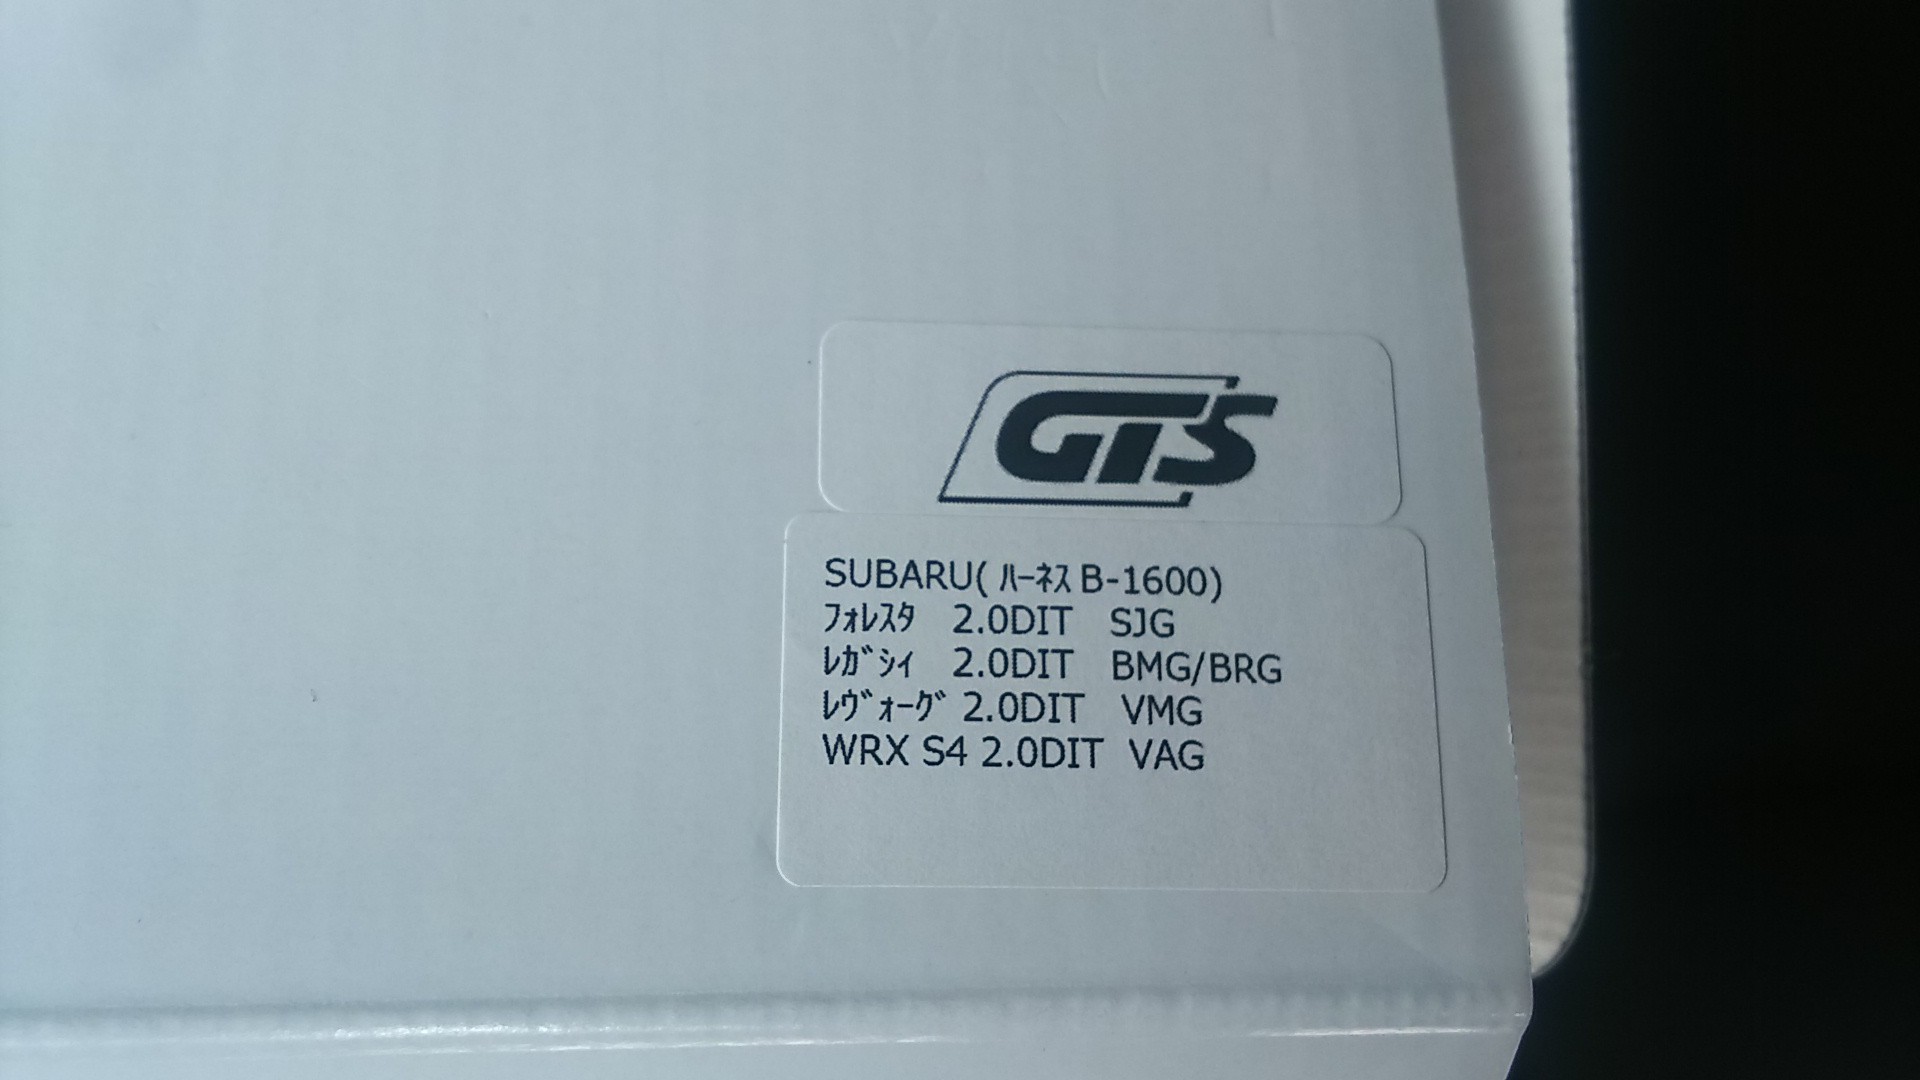 GTS
SUBARU( ﾊｰﾈｽ B-1600)
ﾌｫﾚｽﾀ 2.0DIT SJG
ﾚｶﾞｼｨ 2.0DIT BMG/BRG
ﾚｳﾞｫｰｸﾞ 2.0DIT VMG
WRX S4 2.0DIT VAG